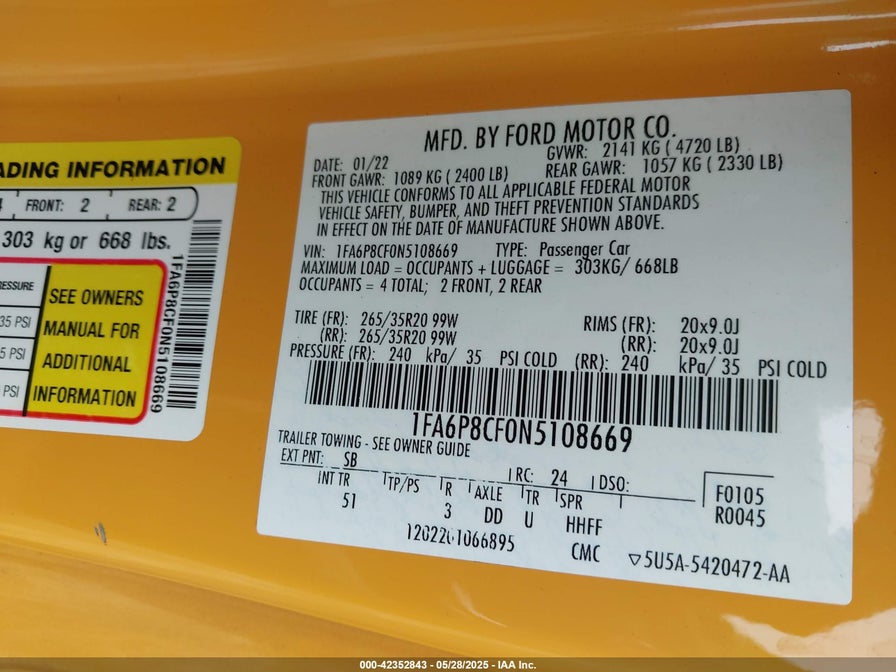 ADING INFORMATION
FRONT: 2 REAR: 2
303 kg or 668 lbs.
RESSURE
35 PSI
5 PSI
PSI
SEE OWNERS
MANUAL FOR
ADDITIONAL
INFORMATION
1FA6P8CF0N5108669
MFD. BY FORD MOTOR CO.
DATE: 01/22 GVWR: 2141 KG ( 4720 LB)
FRONT GAWR: 1089 KG ( 2400 LB) REAR GAWR: 1057 KG ( 2330 LB)
THIS VEHICLE CONFORMS TO ALL APPLICABLE FEDERAL MOTOR
VEHICLE SAFETY, BUMPER, AND THEFT PREVENTION STANDARDS
IN EFFECT ON THE DATE OF MANUFACTURE SHOWN ABOVE.
VIN: 1FA6P8CF0N5108669 TYPE: Passenger Car
MAXIMUM LOAD = OCCUPANTS + LUGGAGE = 303KG/ 668LB
OCCUPANTS = 4 TOTAL; 2 FRONT, 2 REAR
TIRE (FR): 265/35R20 99W RIMS (FR): 20x9.0J
(RR): 265/35R20 99W (RR): 20x9.0J
PRESSURE (FR): 240 kPa/ 35 PSI COLD (RR): 240 kPa/ 35 PSI COLD
1FA6P8CF0N5108669
TRAILER TOWING - SEE OWNER GUIDE
EXT PNT: SB RC: 24 DSO:
INT TR TP/PS R AXLE TR SPR
51 3 DD U HHFF
F0105
R0045
1202201066895 CMC ▽5U5A-5420472-AA
000-42352843 - 05/28/2025 - IAA Inc.